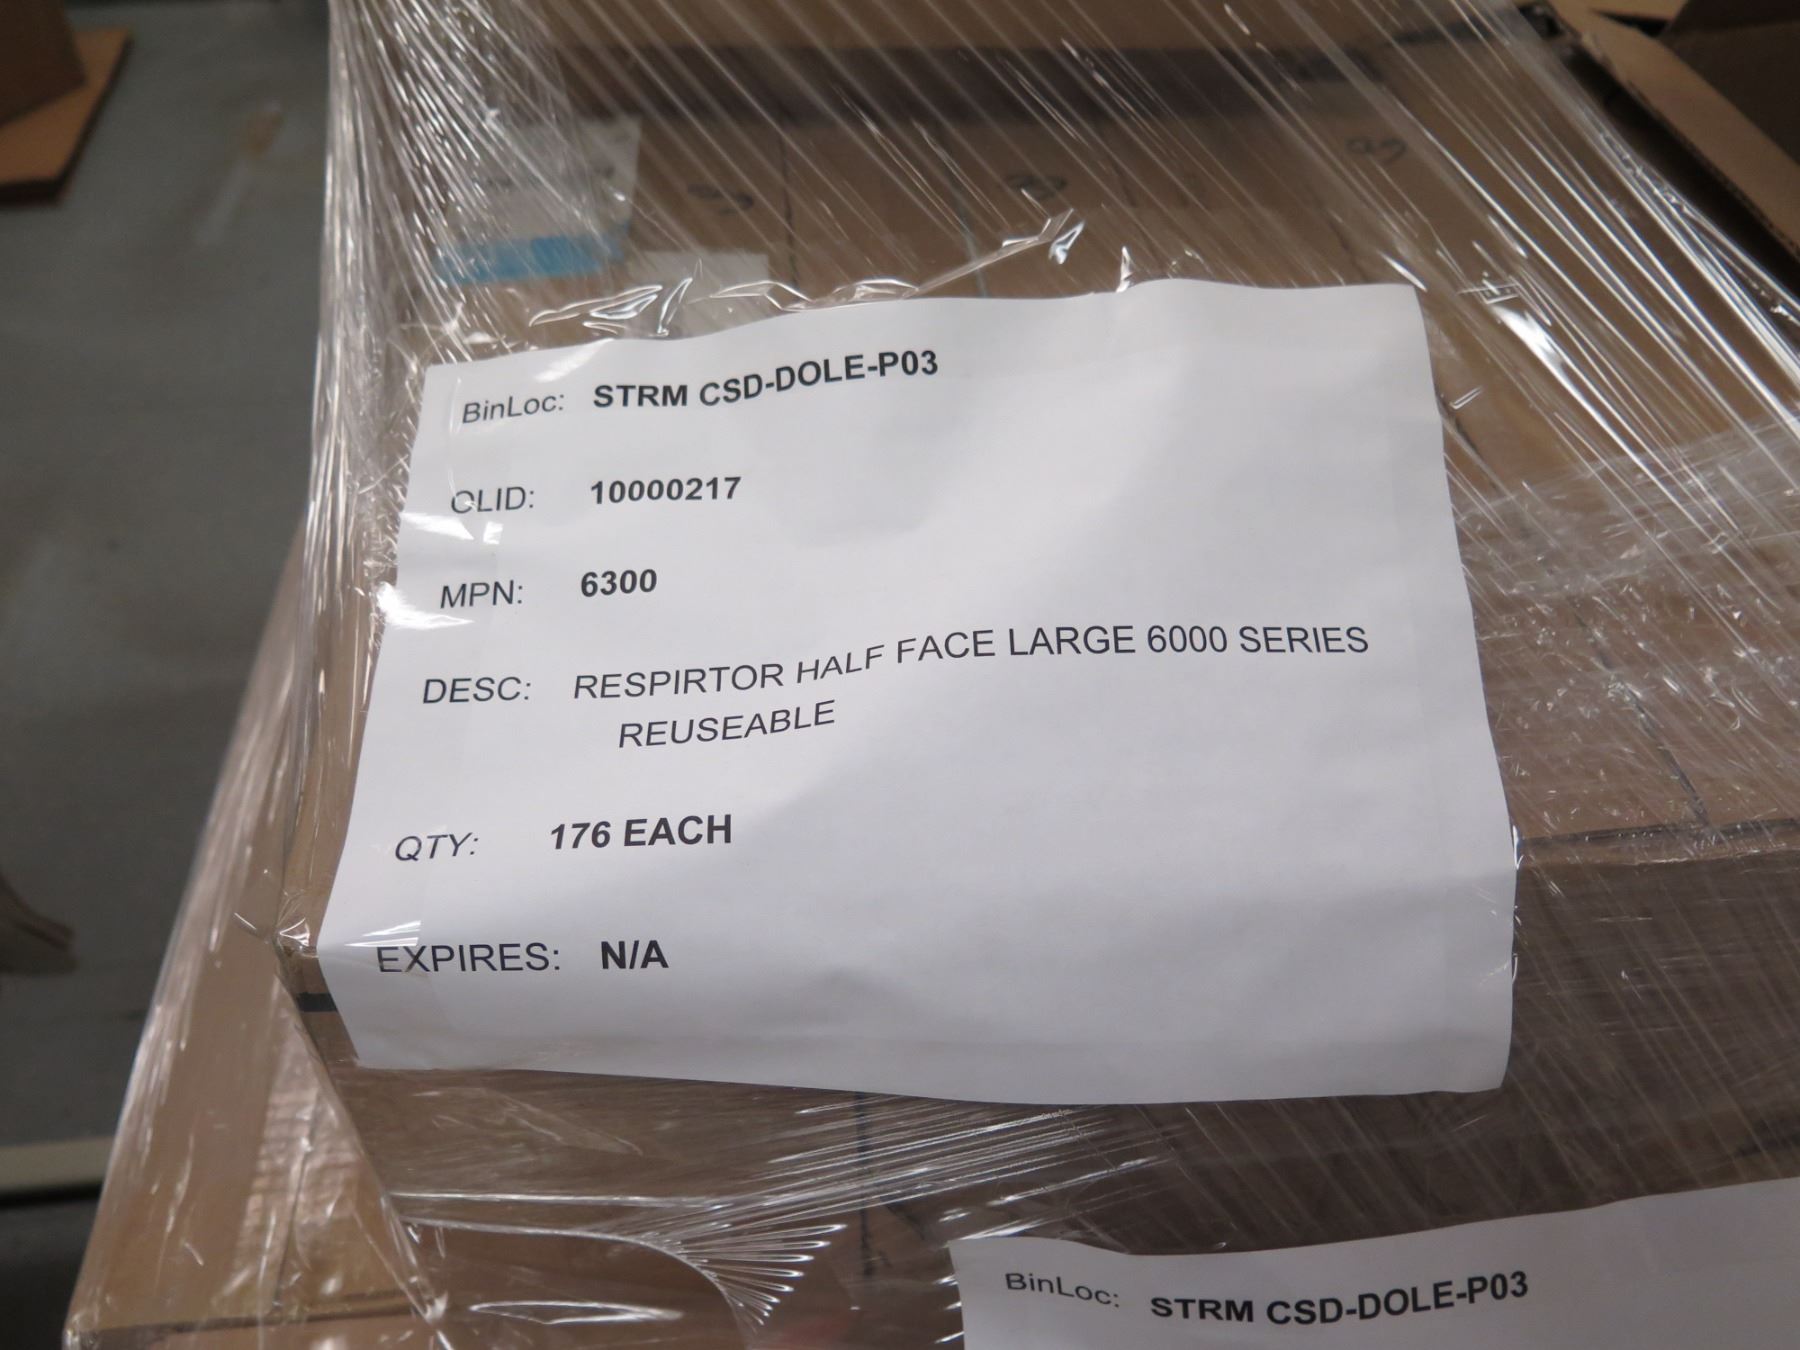 BinLoc: STRM CSD-DOLE-P03
QLID: 10000217
MPN: 6300
DESC: RESPIRTOR HALF FACE LARGE 6000 SERIES
REUSEABLE
QTY: 176 EACH
EXPIRES: N/A
BinLoc: STRM CSD-DOLE-P03